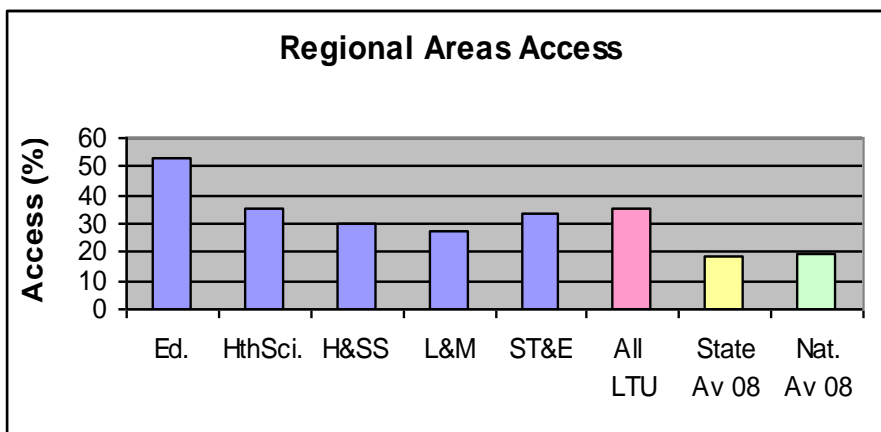 Regional Areas Access
Access (%)
60
50
40
30
20
10
0
Ed. HthSci. H&SS L&M ST&E All State Nat.
LTU Av 08 Av 08